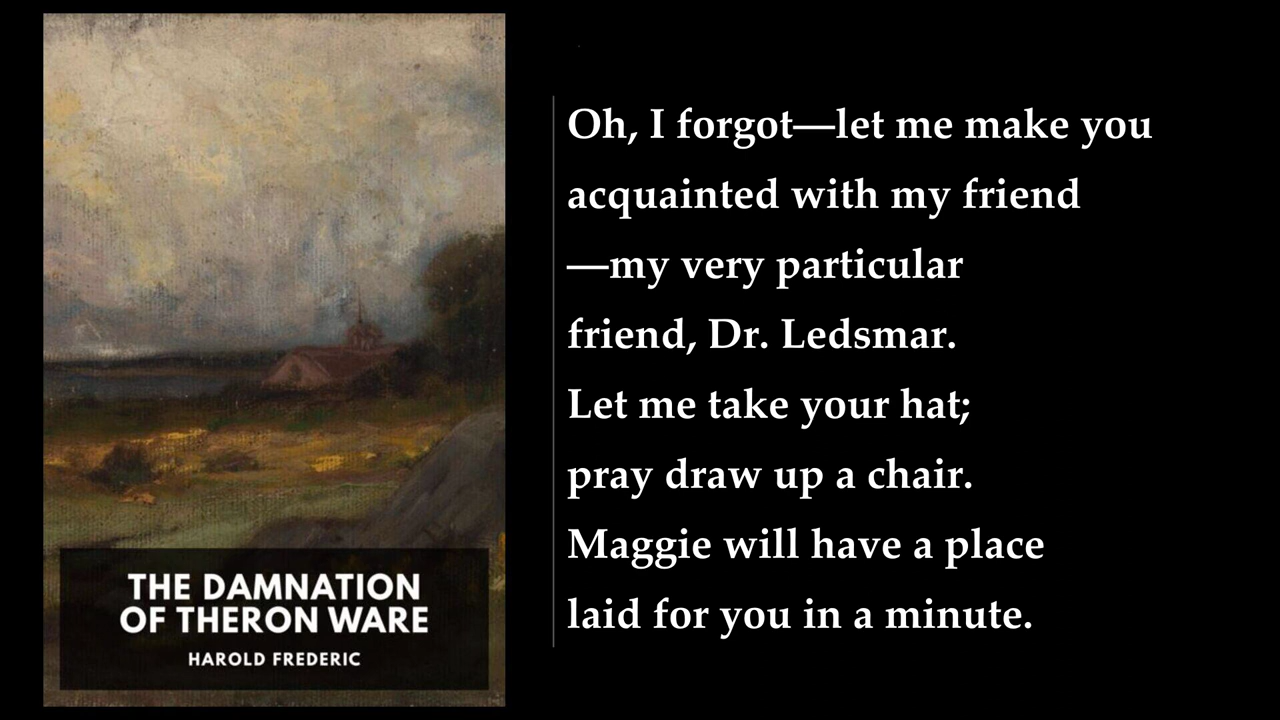 THE DAMNATION
OF THERON WARE
HAROLD FREDERIC
Oh, I forgot—let me make you
acquainted with my friend
—my very particular
friend, Dr. Ledsmar.
Let me take your hat;
pray draw up a chair.
Maggie will have a place
laid for you in a minute.